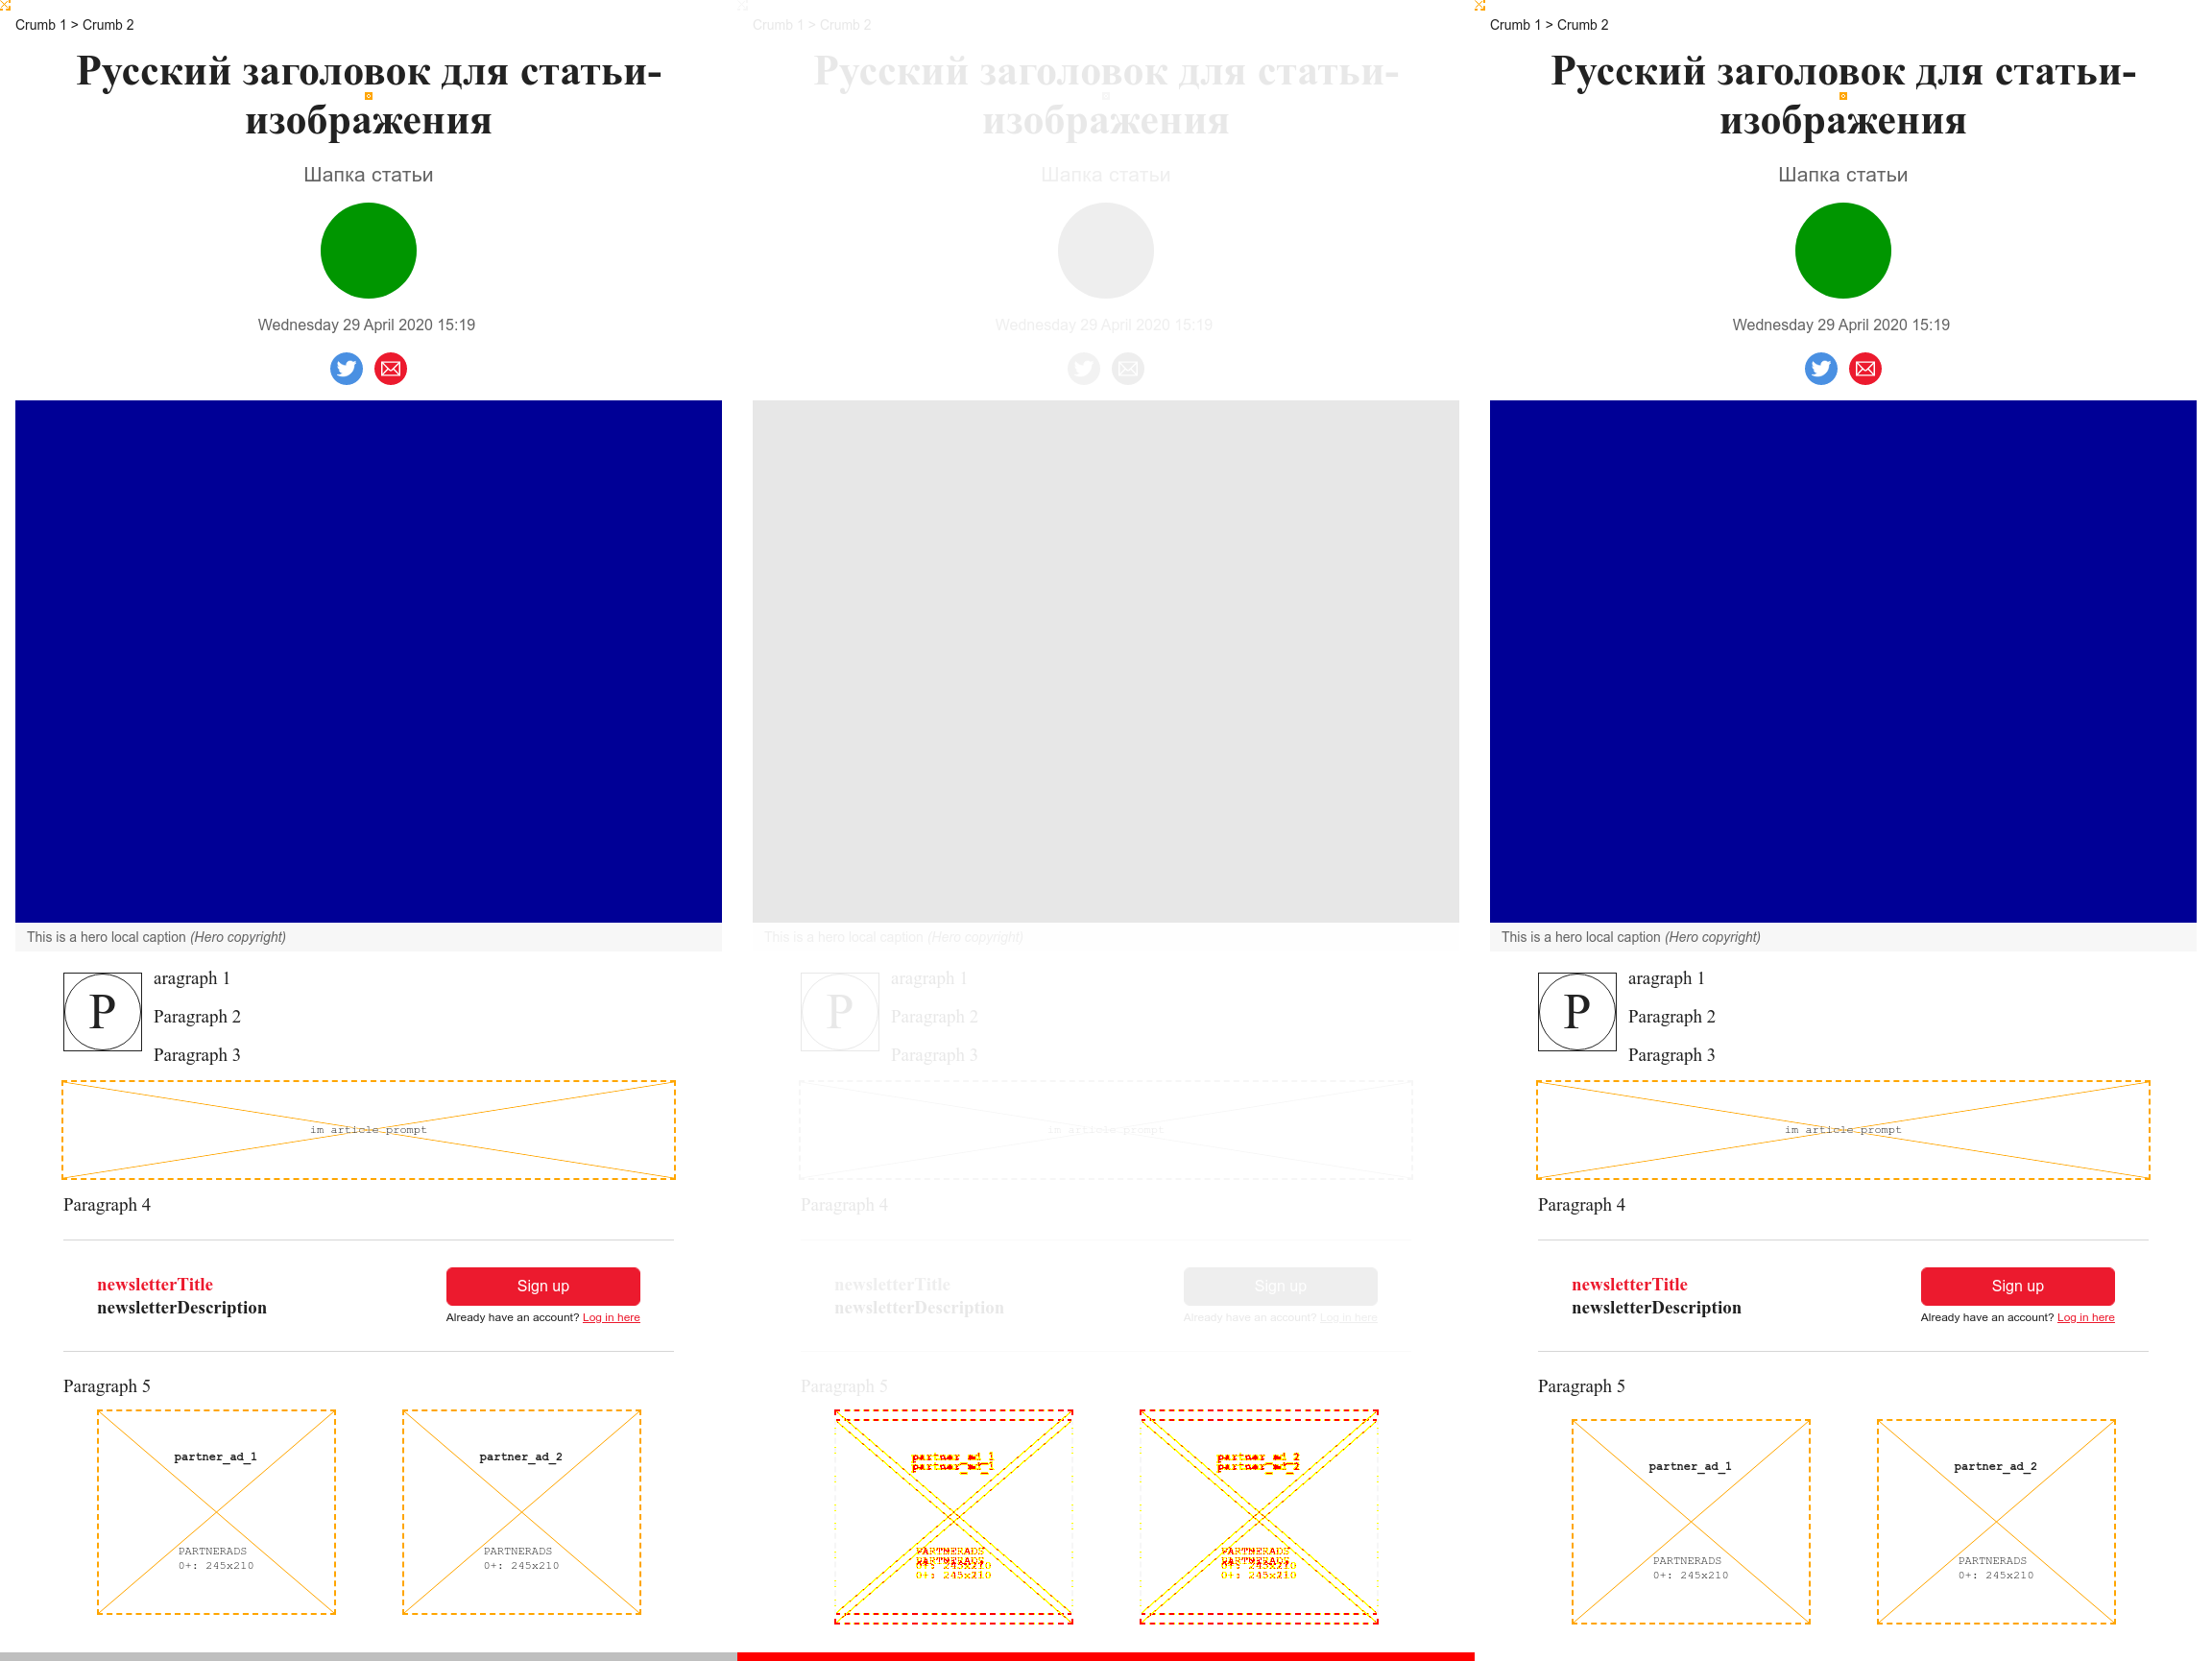 Crumb 1 > Crumb 2
Русский заголовок для статьи-
изображения
Шапка статьи
Wednesday 29 April 2020 15:19
This is a hero local caption (Hero copyright)
P
aragraph 1
Paragraph 2
Paragraph 3
im article prompt
Paragraph 4
newsletterTitle
newsletterDescription
Sign up
Already have an account? Log in here
Paragraph 5
partner_ad_1
PARTNERADS
0+: 245x210
partner_ad_2
PARTNERADS
0+: 245x210
Crumb 1 > Crumb 2
Русский заголовок для статьи-
изображения
Шапка статьи
Wednesday 29 April 2020 15:19
This is a hero local caption (Hero copyright)
P
aragraph 1
Paragraph 2
Paragraph 3
im article prompt
Paragraph 4
newsletterTitle
newsletterDescription
Sign up
Already have an account? Log in here
Paragraph 5
partner_ad_1
partner_ad_1
PARTNERADS
PARTNERADS
0+: 245x210
0+: 245x210
partner_ad_2
partner_ad_2
PARTNERADS
PARTNERADS
0+: 245x210
0+: 245x210
Crumb 1 > Crumb 2
Русский заголовок для статьи-
изображения
Шапка статьи
Wednesday 29 April 2020 15:19
This is a hero local caption (Hero copyright)
P
aragraph 1
Paragraph 2
Paragraph 3
im article prompt
Paragraph 4
newsletterTitle
newsletterDescription
Sign up
Already have an account? Log in here
Paragraph 5
partner_ad_1
PARTNERADS
0+: 245x210
partner_ad_2
PARTNERADS
0+: 245x210